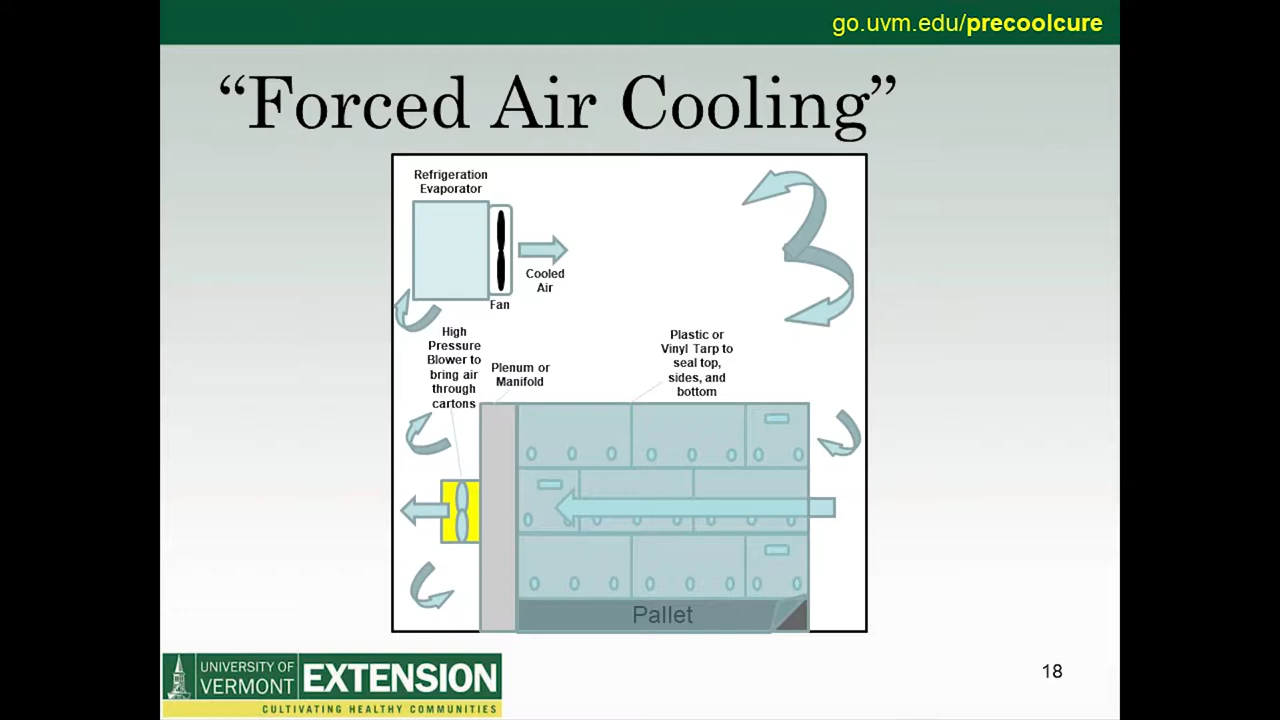 go.uvm.edu/precoolcure
“Forced Air Cooling”
Refrigeration
Evaporator
Cooled
Air
Fan
High
Pressure
Blower to
bring air
through
cartons
Plenum or
Manifold
Plastic or
Vinyl Tarp to
seal top,
sides, and
bottom
Pallet
UNIVERSITY OF
VERMONT
EXTENSION
CULTIVATING HEALTHY COMMUNITIES
18